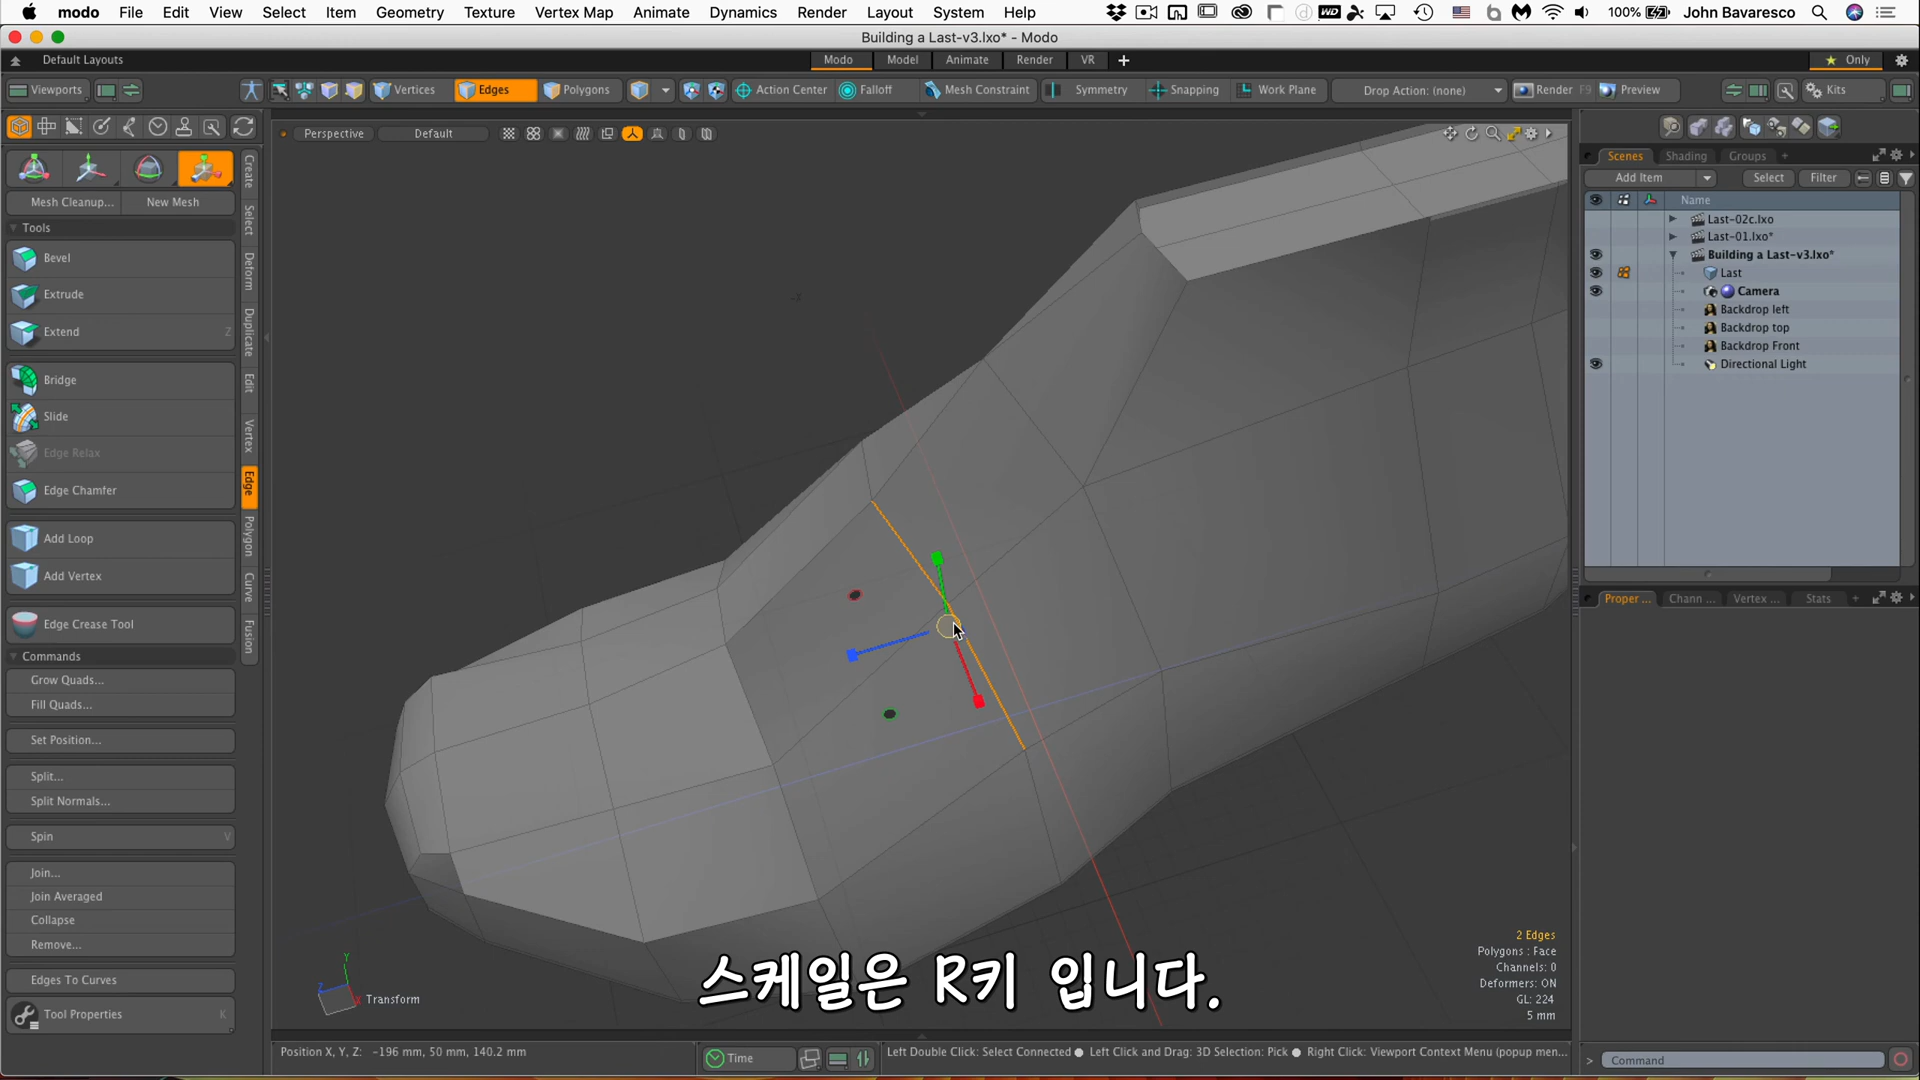 modo File Edit View Select Item Geometry Texture Vertex Map Animate Dynamics Render Layout System Help 100% John Bavaresco
Building a Last-v3.lxo* - Modo
Default Layouts Modo Model Animate Render VR + Only
Viewports Vertices Edges Polygons Action Center Falloff Mesh Constraint Symmetry Snapping Work Plane Drop Action: (none) Render F9 Preview Kits
Perspective Default
Scenes Shading Groups +
Add Item Select Filter
Name
Last-02c.lxo
Last-01.lxo*
Building a Last-v3.lxo*
Last
Camera
Backdrop left
Backdrop top
Backdrop Front
Directional Light
Proper ... Chann ... Vertex ... Stats +
Mesh Cleanup... New Mesh
Tools
Bevel
Extrude
Extend Z
Bridge
Slide
Edge Relax
Edge Chamfer
Add Loop
Add Vertex
Edge Crease Tool
Commands
Grow Quads...
Fill Quads...
Set Position...
Split...
Split Normals...
Spin V
Join...
Join Averaged
Collapse
Remove...
Edges To Curves
Tool Properties K
Create
Select
Deform
Duplicate
Edit
Vertex
Edge
Polygon
Curve
Fusion
2 Edges
Polygons : Face
Channels: 0
Deformers: ON
GL: 224
5 mm
Y
Z
X
Transform
스케일은 R키 입니다.
Position X, Y, Z: -196 mm, 50 mm, 140.2 mm Time Left Double Click: Select Connected ● Left Click and Drag: 3D Selection: Pick ● Right Click: Viewport Context Menu (popup men...
> Command